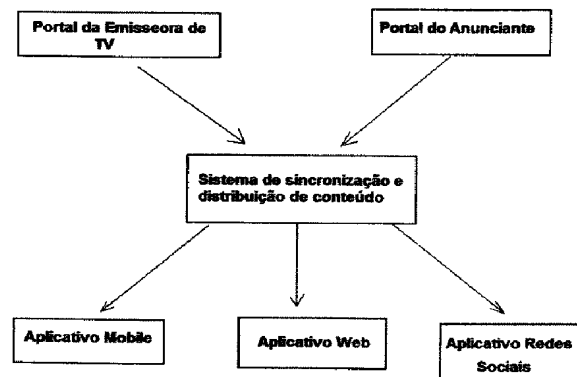 Portal da Emisseora de
TV
Portal do Anunciante
Sistema de sincronização e
distribuição de conteúdo
Aplicativo Mobile
Aplicativo Web
Aplicativo Redes
Sociais